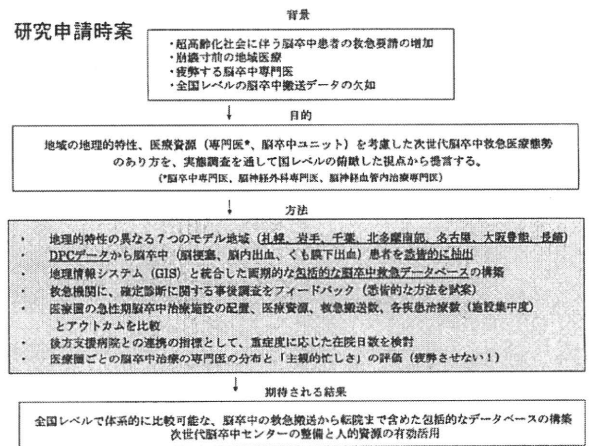 研究申請時案
背景
・超高齢化社会に伴う脳卒中患者の救急要請の増加
・崩壊寸前の地域医療
・疲弊する脳卒中専門医
・全国レベルの脳卒中搬送データの欠如
目的
地域の地理的特性、医療資源(専門医*、脳卒中ユニット)を考慮した次世代脳卒中救急医療態勢
のあり方を、実態調査を通して国レベルの俯瞰した視点から提言する。
(*脳卒中専門医、脳神経外科専門医、脳神経血管内治療専門医)
方法
・ 地理的特性の異なる7つのモデル地域(札幌、岩手、千葉、北多摩南部、名古屋、大阪豊能、長崎)
・ DPCデータから脳卒中(脳梗塞、脳内出血、くも膜下出血)患者を悉皆的に抽出
・ 地理情報システム(GIS)と統合した画期的な包括的な脳卒中救急データベースの構築
・ 救急機関に、確定診断に関する事後調査をフィードバック(悉皆的な方法を試案)
・ 医療圏の急性期脳卒中治療施設の配置、医療資源、救急搬送数、各疾患治療数(施設集中度)
とアウトカムを比較
・ 後方支援病院との連携の指標として、重症度に応じた在院日数を検討
・ 医療圏ごとの脳卒中治療の専門医の分布と「主観的忙しさ」の評価(疲弊させない!)
期待される結果
全国レベルで体系的に比較可能な、脳卒中の救急搬送から転院まで含めた包括的なデータベースの構築
次世代脳卒中センターの整備と人的資源の有効活用